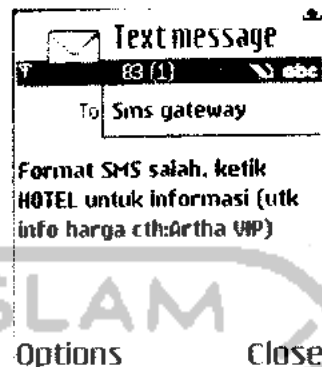 Text message
83 (1) abc
To Sms gateway
Format SMS salah. ketik
HOTEL untuk informasi (utk
info harga cth:Artha VIP)
SLAM
Options Close